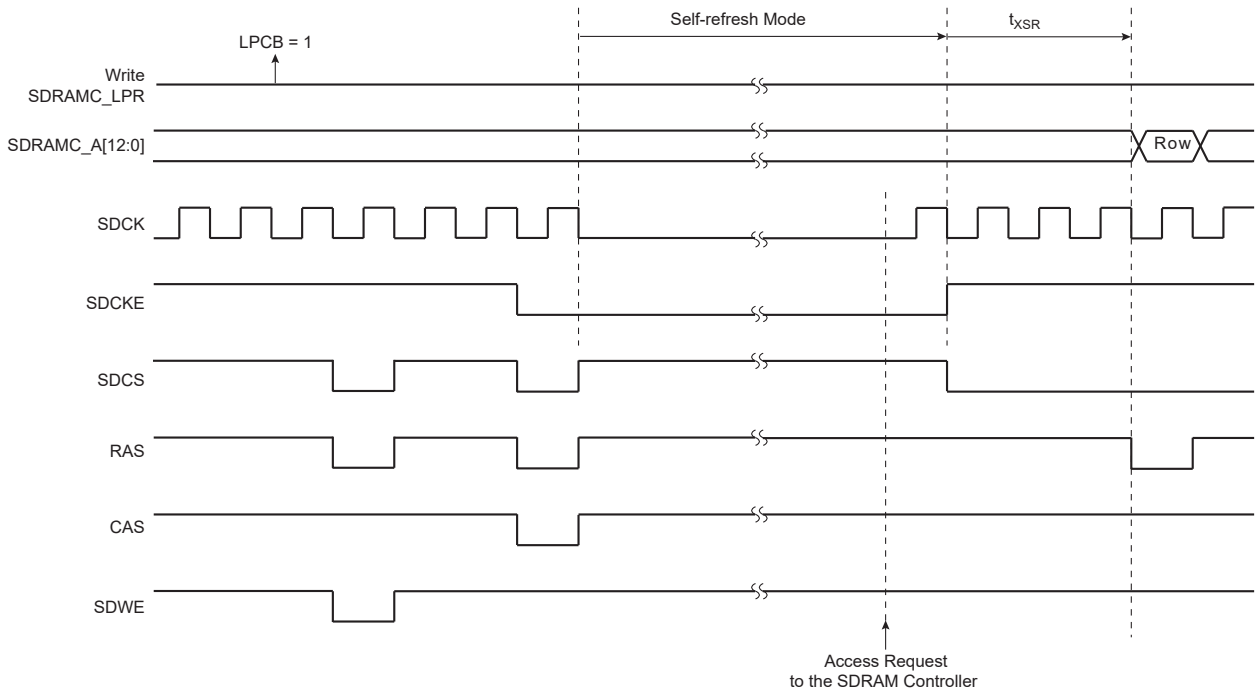 Self-refresh Mode
tXSR
LPCB = 1
Write
SDRAMC_LPR
SDRAMC_A[12:0]
Row
SDCK
SDCKE
SDCS
RAS
CAS
SDWE
Access Request
to the SDRAM Controller